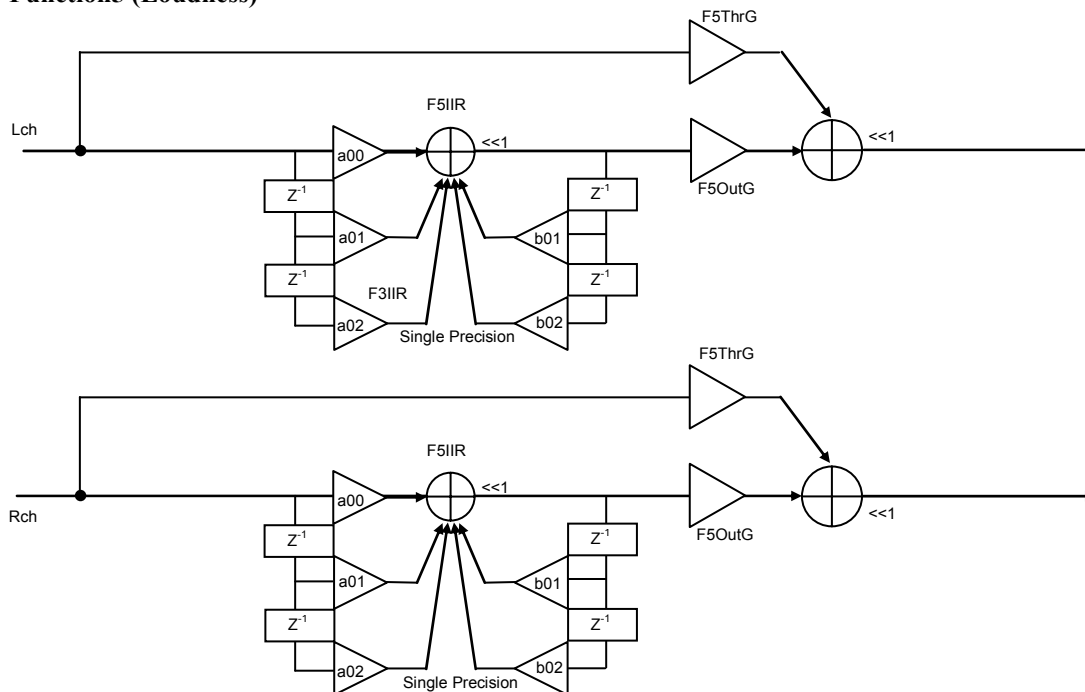 Function5 (Loudness)
F5ThrG
F5IIR
Lch
<<1
<<1
a00
F5OutG
Z-1
Z-1
a01
b01
Z-1
Z-1
F3IIR
a02
b02
Single Precision
F5ThrG
F5IIR
<<1
a00
Rch
<<1
F5OutG
Z-1
Z-1
a01
b01
Z-1
Z-1
a02
b02
Single Precision